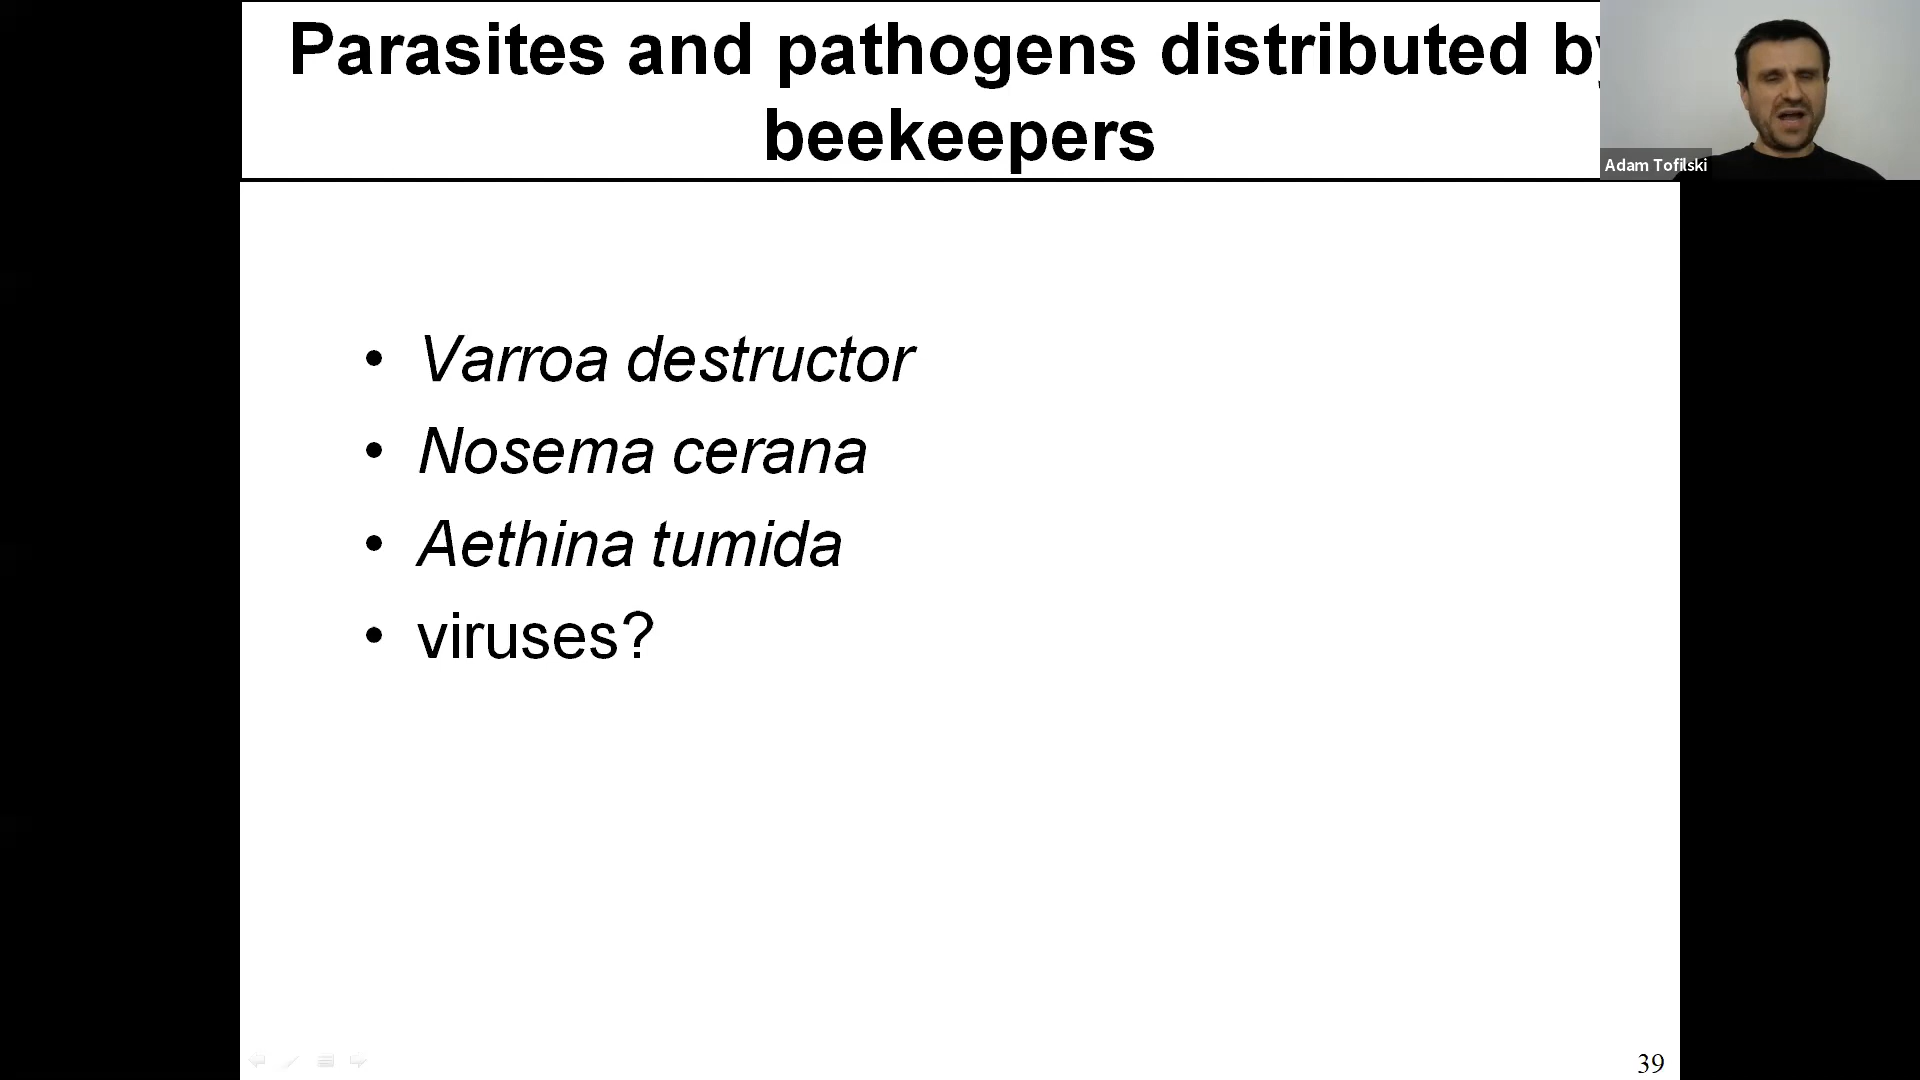 Parasites and pathogens distributed by
beekeepers
Adam Tofilski
• Varroa destructor
• Nosema cerana
• Aethina tumida
• viruses?
39